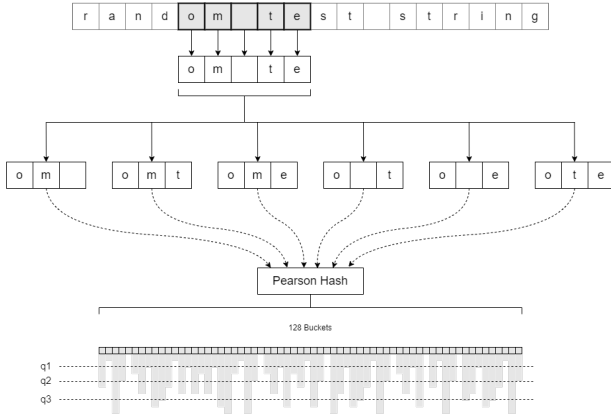 r a n d o m t e s t s t r i n g
o m t e
o m o m t o m e o t o e o t e
Pearson Hash
128 Buckets
q1
q2
q3